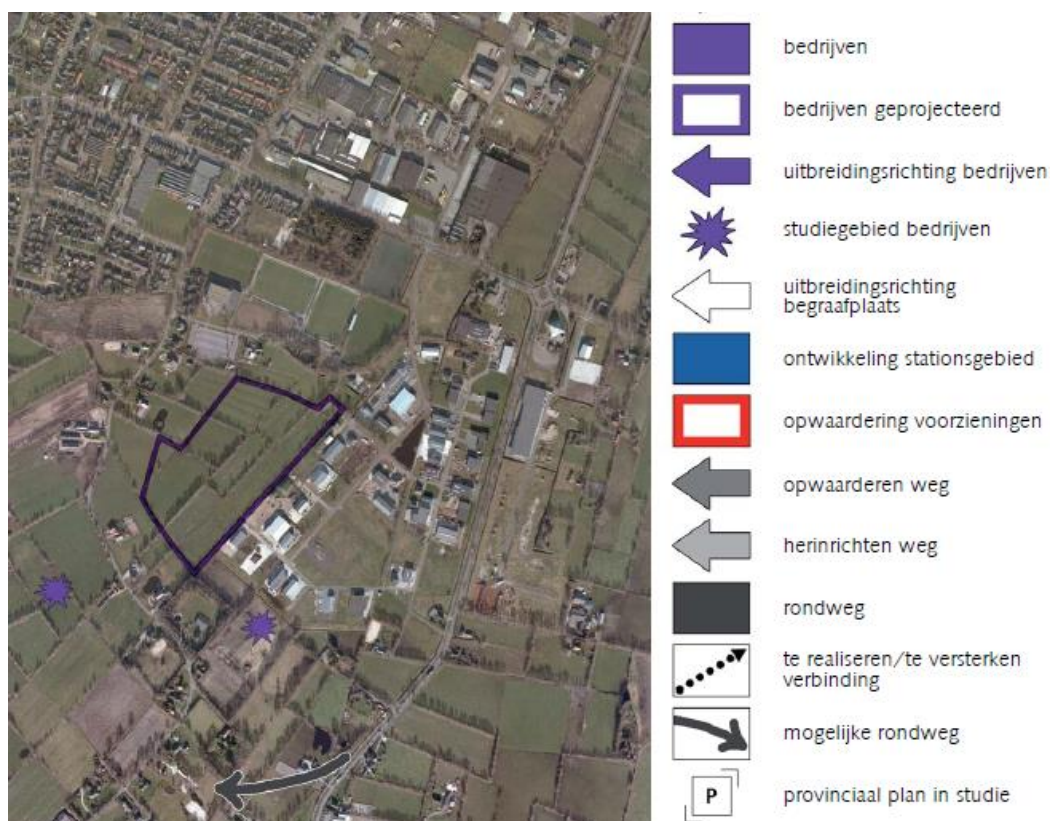 bedrijven
bedrijven geprojecteerd
uitbreidingsrichting bedrijven
studiegebied bedrijven
uitbreidingsrichting
begraafplaats
ontwikkeling stationsgebied
opwaardering voorzieningen
opwaarderen weg
herinrichten weg
rondweg
te realiseren/te versterken
verbinding
mogelijke rondweg
P
provinciaal plan in studie